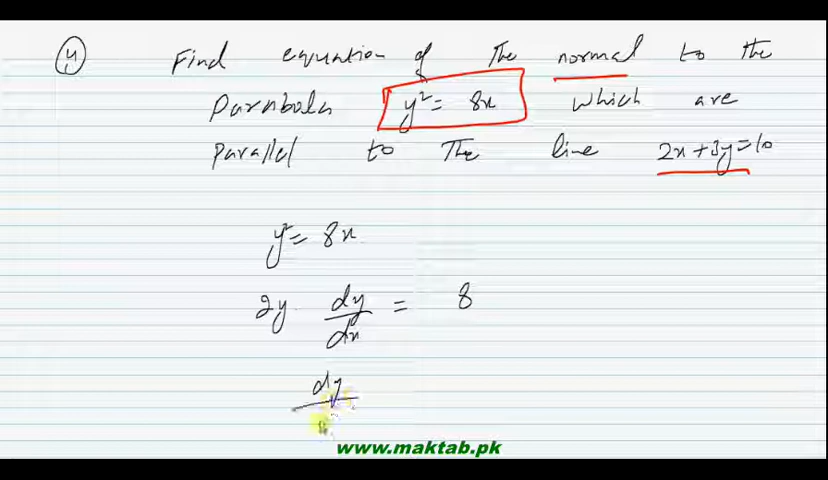 4 Find equation of the normal to the
Parabola y² = 8x which are
parallel to the line 2x + 3y = 10
y² = 8x
2y dy/dx = 8
dy
www.maktab.pk